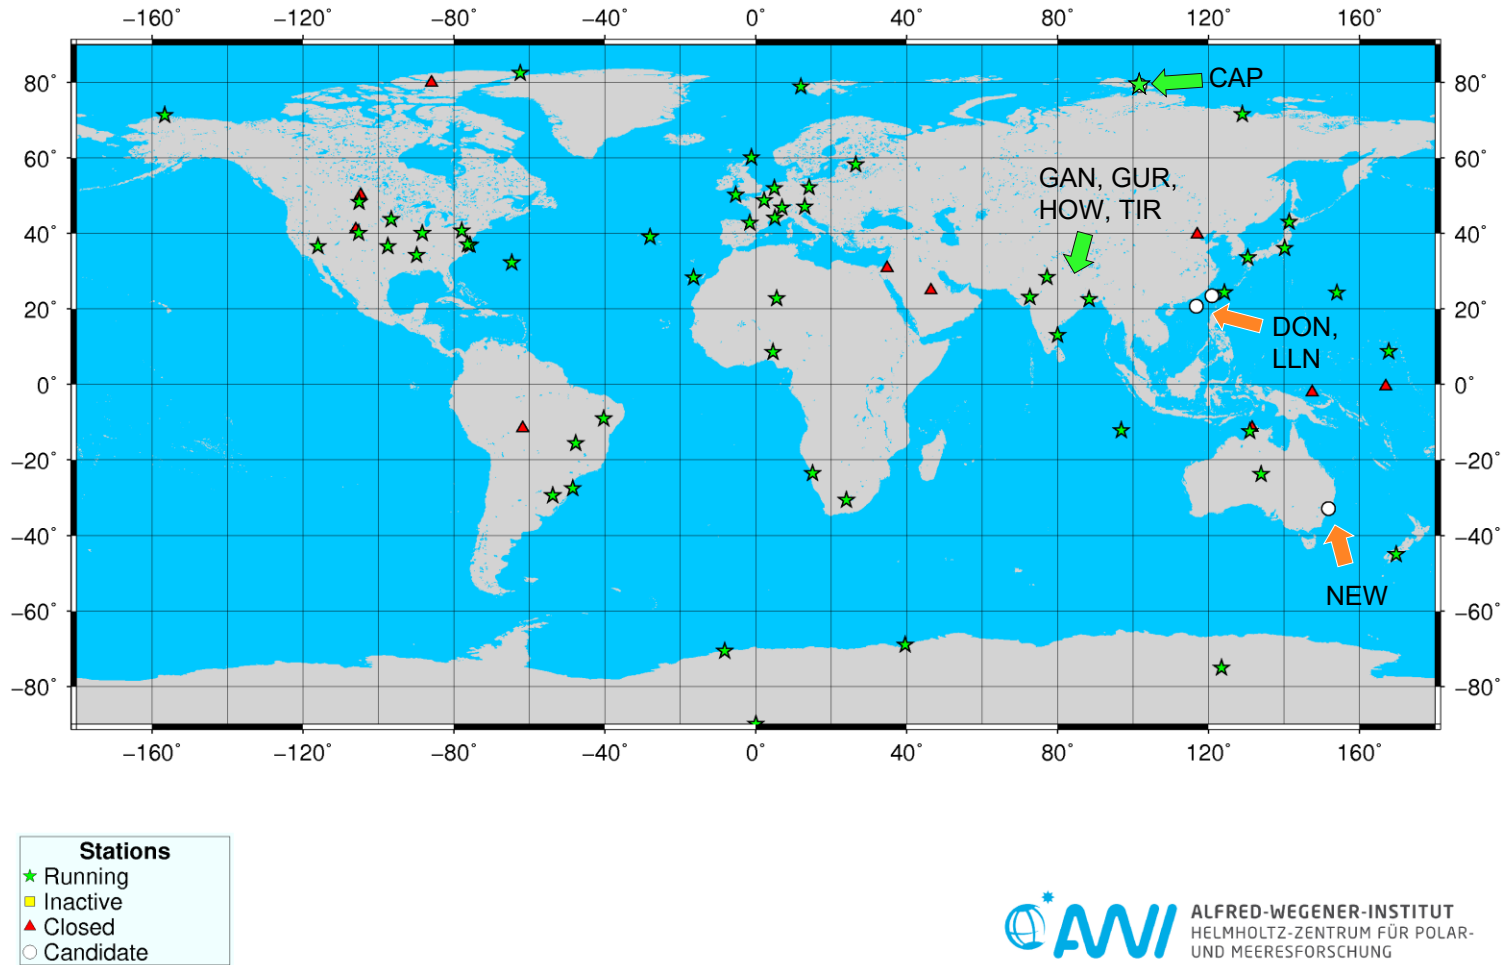 −160° −120° −80° −40° 0° 40° 80° 120° 160°
80° 80°
CAP
60° 60°
GAN, GUR,
HOW, TIR
40° 40°
20° 20°
DON,
LLN
0° 0°
−20° −20°
−40° −40°
NEW
−60° −60°
−80° −80°
−160° −120° −80° −40° 0° 40° 80° 120° 160°
Stations
Running
Inactive
Closed
Candidate
AWI
ALFRED-WEGENER-INSTITUT
HELMHOLTZ-ZENTRUM FÜR POLAR-
UND MEERESFORSCHUNG